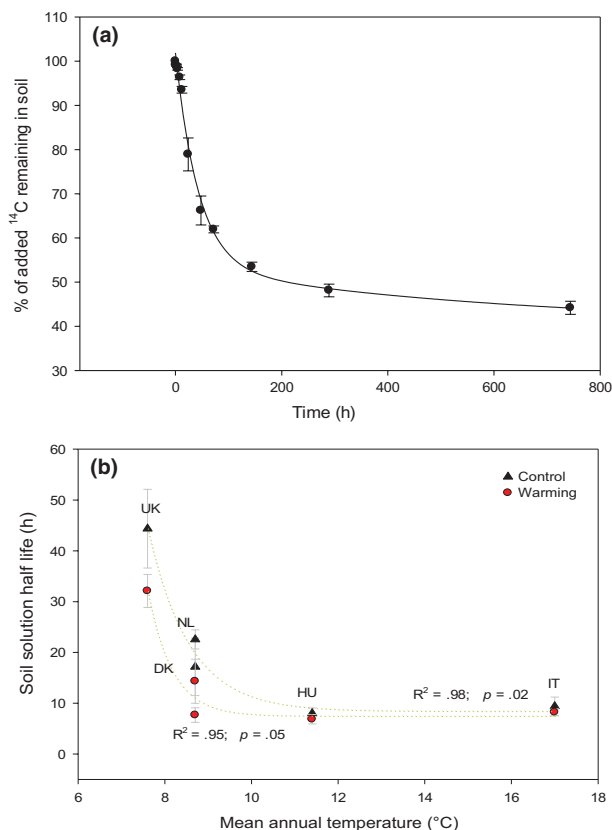 (a)
110
100
90
80
70
60
50
40
30
% of added ¹⁴C remaining in soil
0 200 400 600 800
Time (h)
(b)
60
50
40
30
20
10
0
Soil solution half life (h)
Control
Warming
UK
NL
DK
HU
IT
R² = .98; p = .02
R² = .95; p = .05
6 8 10 12 14 16 18
Mean annual temperature (°C)